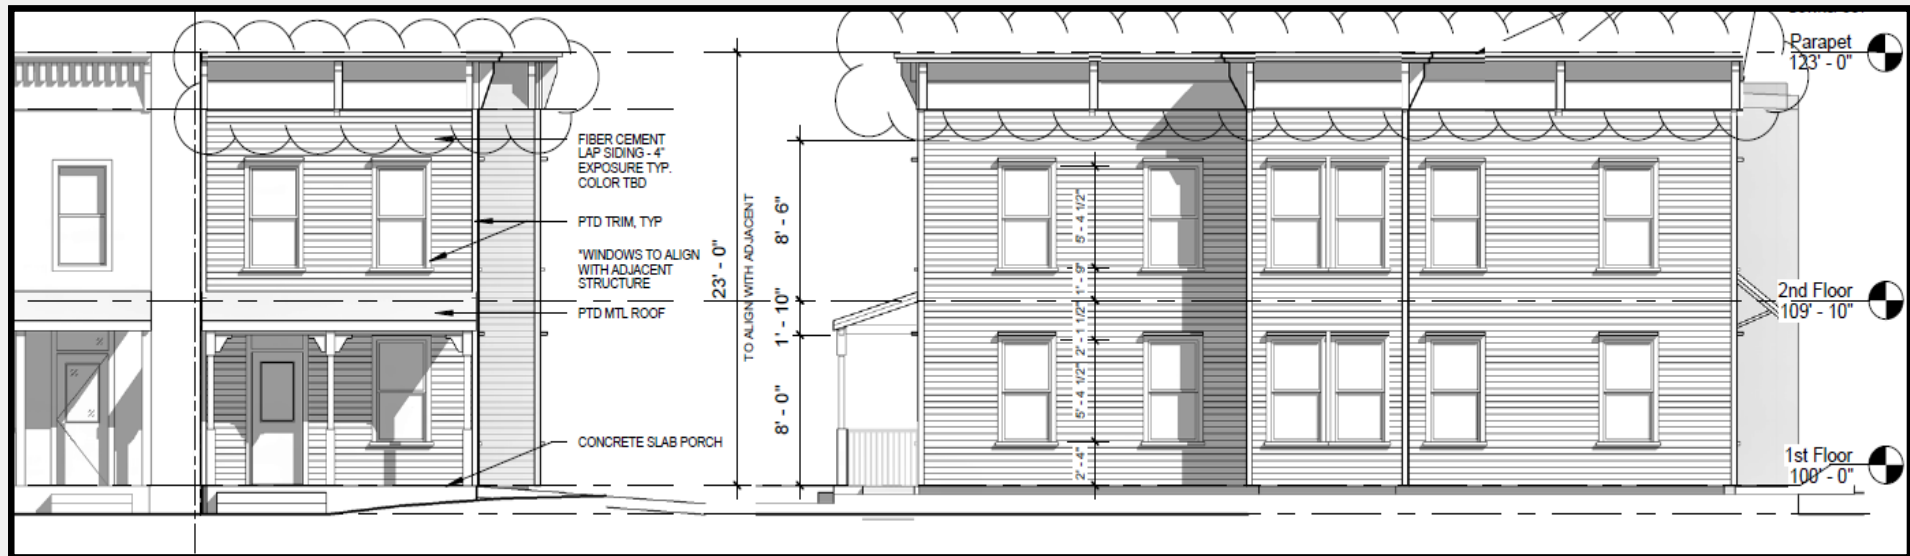 Parapet
123' - 0"
FIBER CEMENT
LAP SIDING - 4"
EXPOSURE TYP.
COLOR TBD
PTD TRIM, TYP
"WINDOWS TO ALIGN
WITH ADJACENT
STRUCTURE
PTD MTL ROOF
CONCRETE SLAB PORCH
23' - 0"
TO ALIGN WITH ADJACENT
8' - 6"
1' - 10"
8' - 0"
5' - 4 1/2"
1' - 9"
2' - 1 1/2"
5' - 4 1/2"
2' - 4"
2nd Floor
109' - 10"
1st Floor
100' - 0"